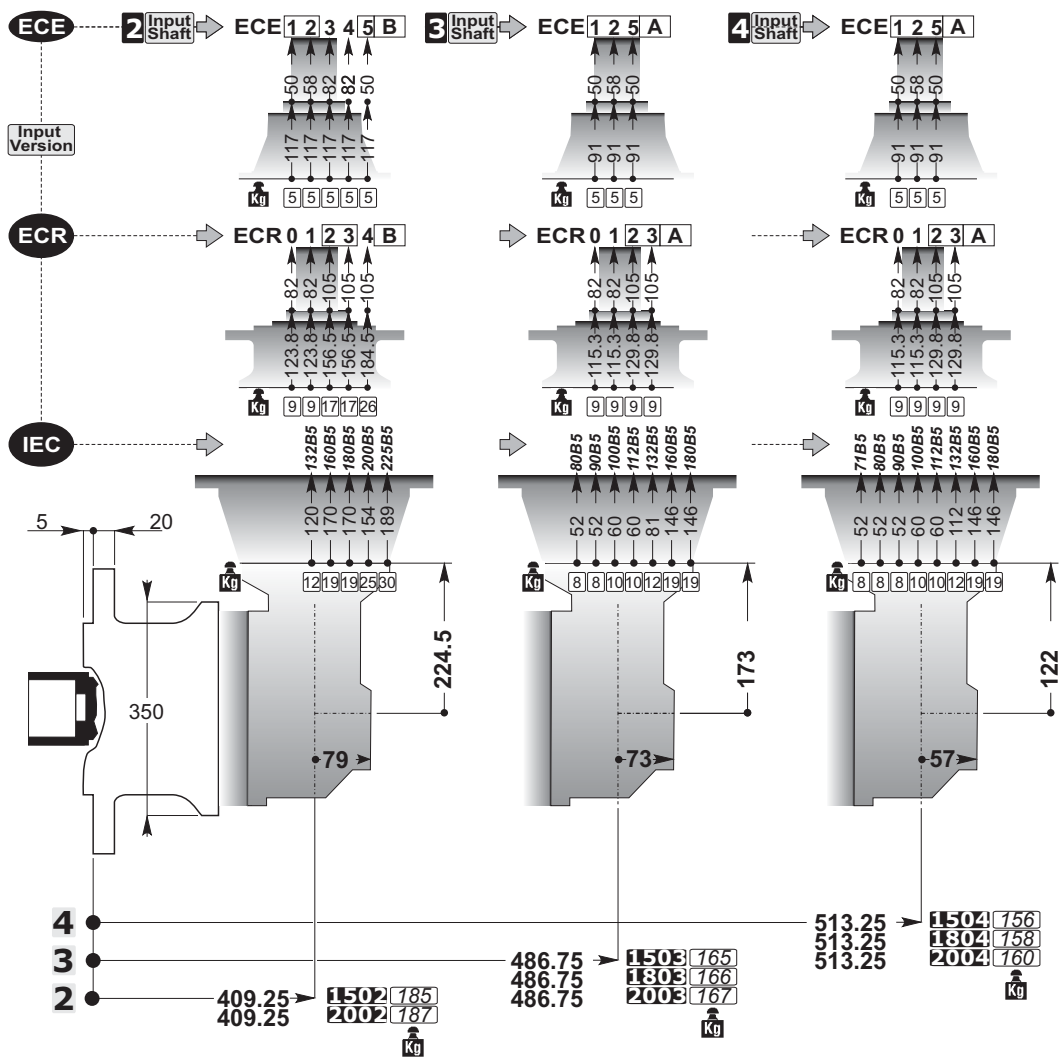 ECE 2 Input Shaft ECE 1 2 3 4 5 B 3 Input Shaft ECE 1 2 5 A 4 Input Shaft ECE 1 2 5 A
50 58 82 82 50 50 58 50 50 58 50
Input Version
117 117 117 117 117 91 91 91 91 91 91
Kg 5 5 5 5 5 Kg 5 5 5 Kg 5 5 5
ECR ECR 0 1 2 3 4 B ECR 0 1 2 3 A ECR 0 1 2 3 A
82 82 105 105 105 82 82 105 105 82 82 105 105
123.8 123.8 156.5 156.5 184.5 115.3 115.3 129.8 129.8 115.3 115.3 129.8 129.8
Kg 9 9 17 17 26 Kg 9 9 9 9 Kg 9 9 9 9
IEC 132B5 160B5 180B5 200B5 225B5 80B5 90B5 100B5 112B5 132B5 160B5 180B5 71B5 80B5 90B5 100B5 112B5 132B5 160B5 180B5
120 170 170 154 189 52 52 60 60 81 146 146 52 52 52 60 60 112 146 146
5 20
Kg 12 19 19 25 30 Kg 8 8 10 10 12 19 19 Kg 8 8 8 10 10 12 19 19
224.5 173 122
350
79 73 57
4 513.25 1504 156
513.25 1804 158
513.25 2004 160
Kg
3 486.75 1503 165
486.75 1803 166
486.75 2003 167
Kg
2 409.25 1502 185
409.25 2002 187
Kg